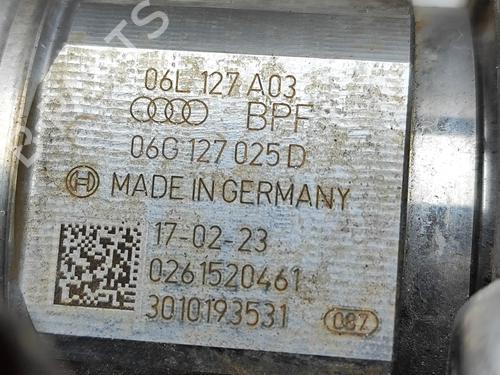 06L 127 A03
BPF
06G 127 025 D
MADE IN GERMANY
17-02-23
0261520461
3010193531
087